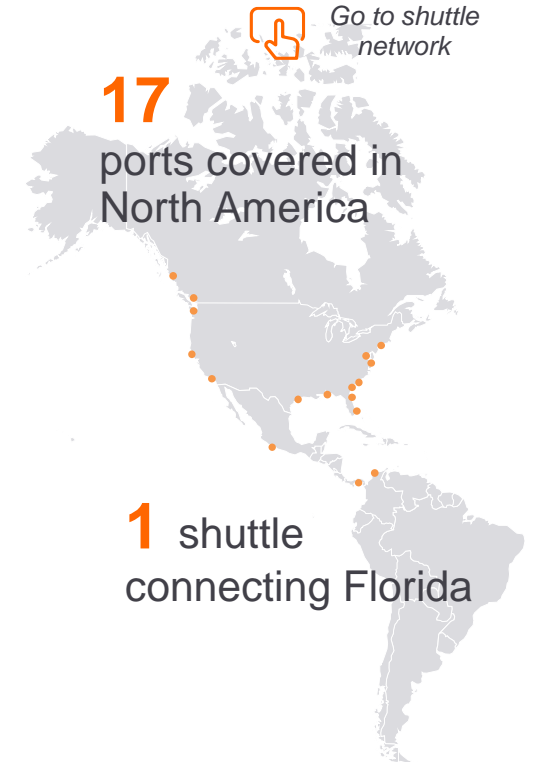 Go to shuttle
network
17
ports covered in
North America
1 shuttle
connecting Florida